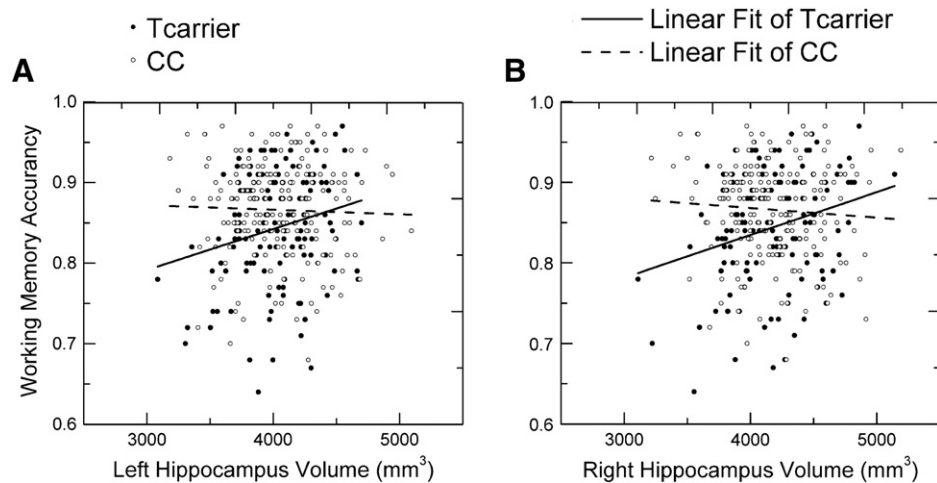 Tcarrier
CC
Linear Fit of Tcarrier
Linear Fit of CC
A
B
Working Memory Accurancy
1.0
0.9
0.8
0.7
0.6
3000 4000 5000
Left Hippocampus Volume (mm³)
1.0
0.9
0.8
0.7
0.6
3000 4000 5000
Right Hippocampus Volume (mm³)